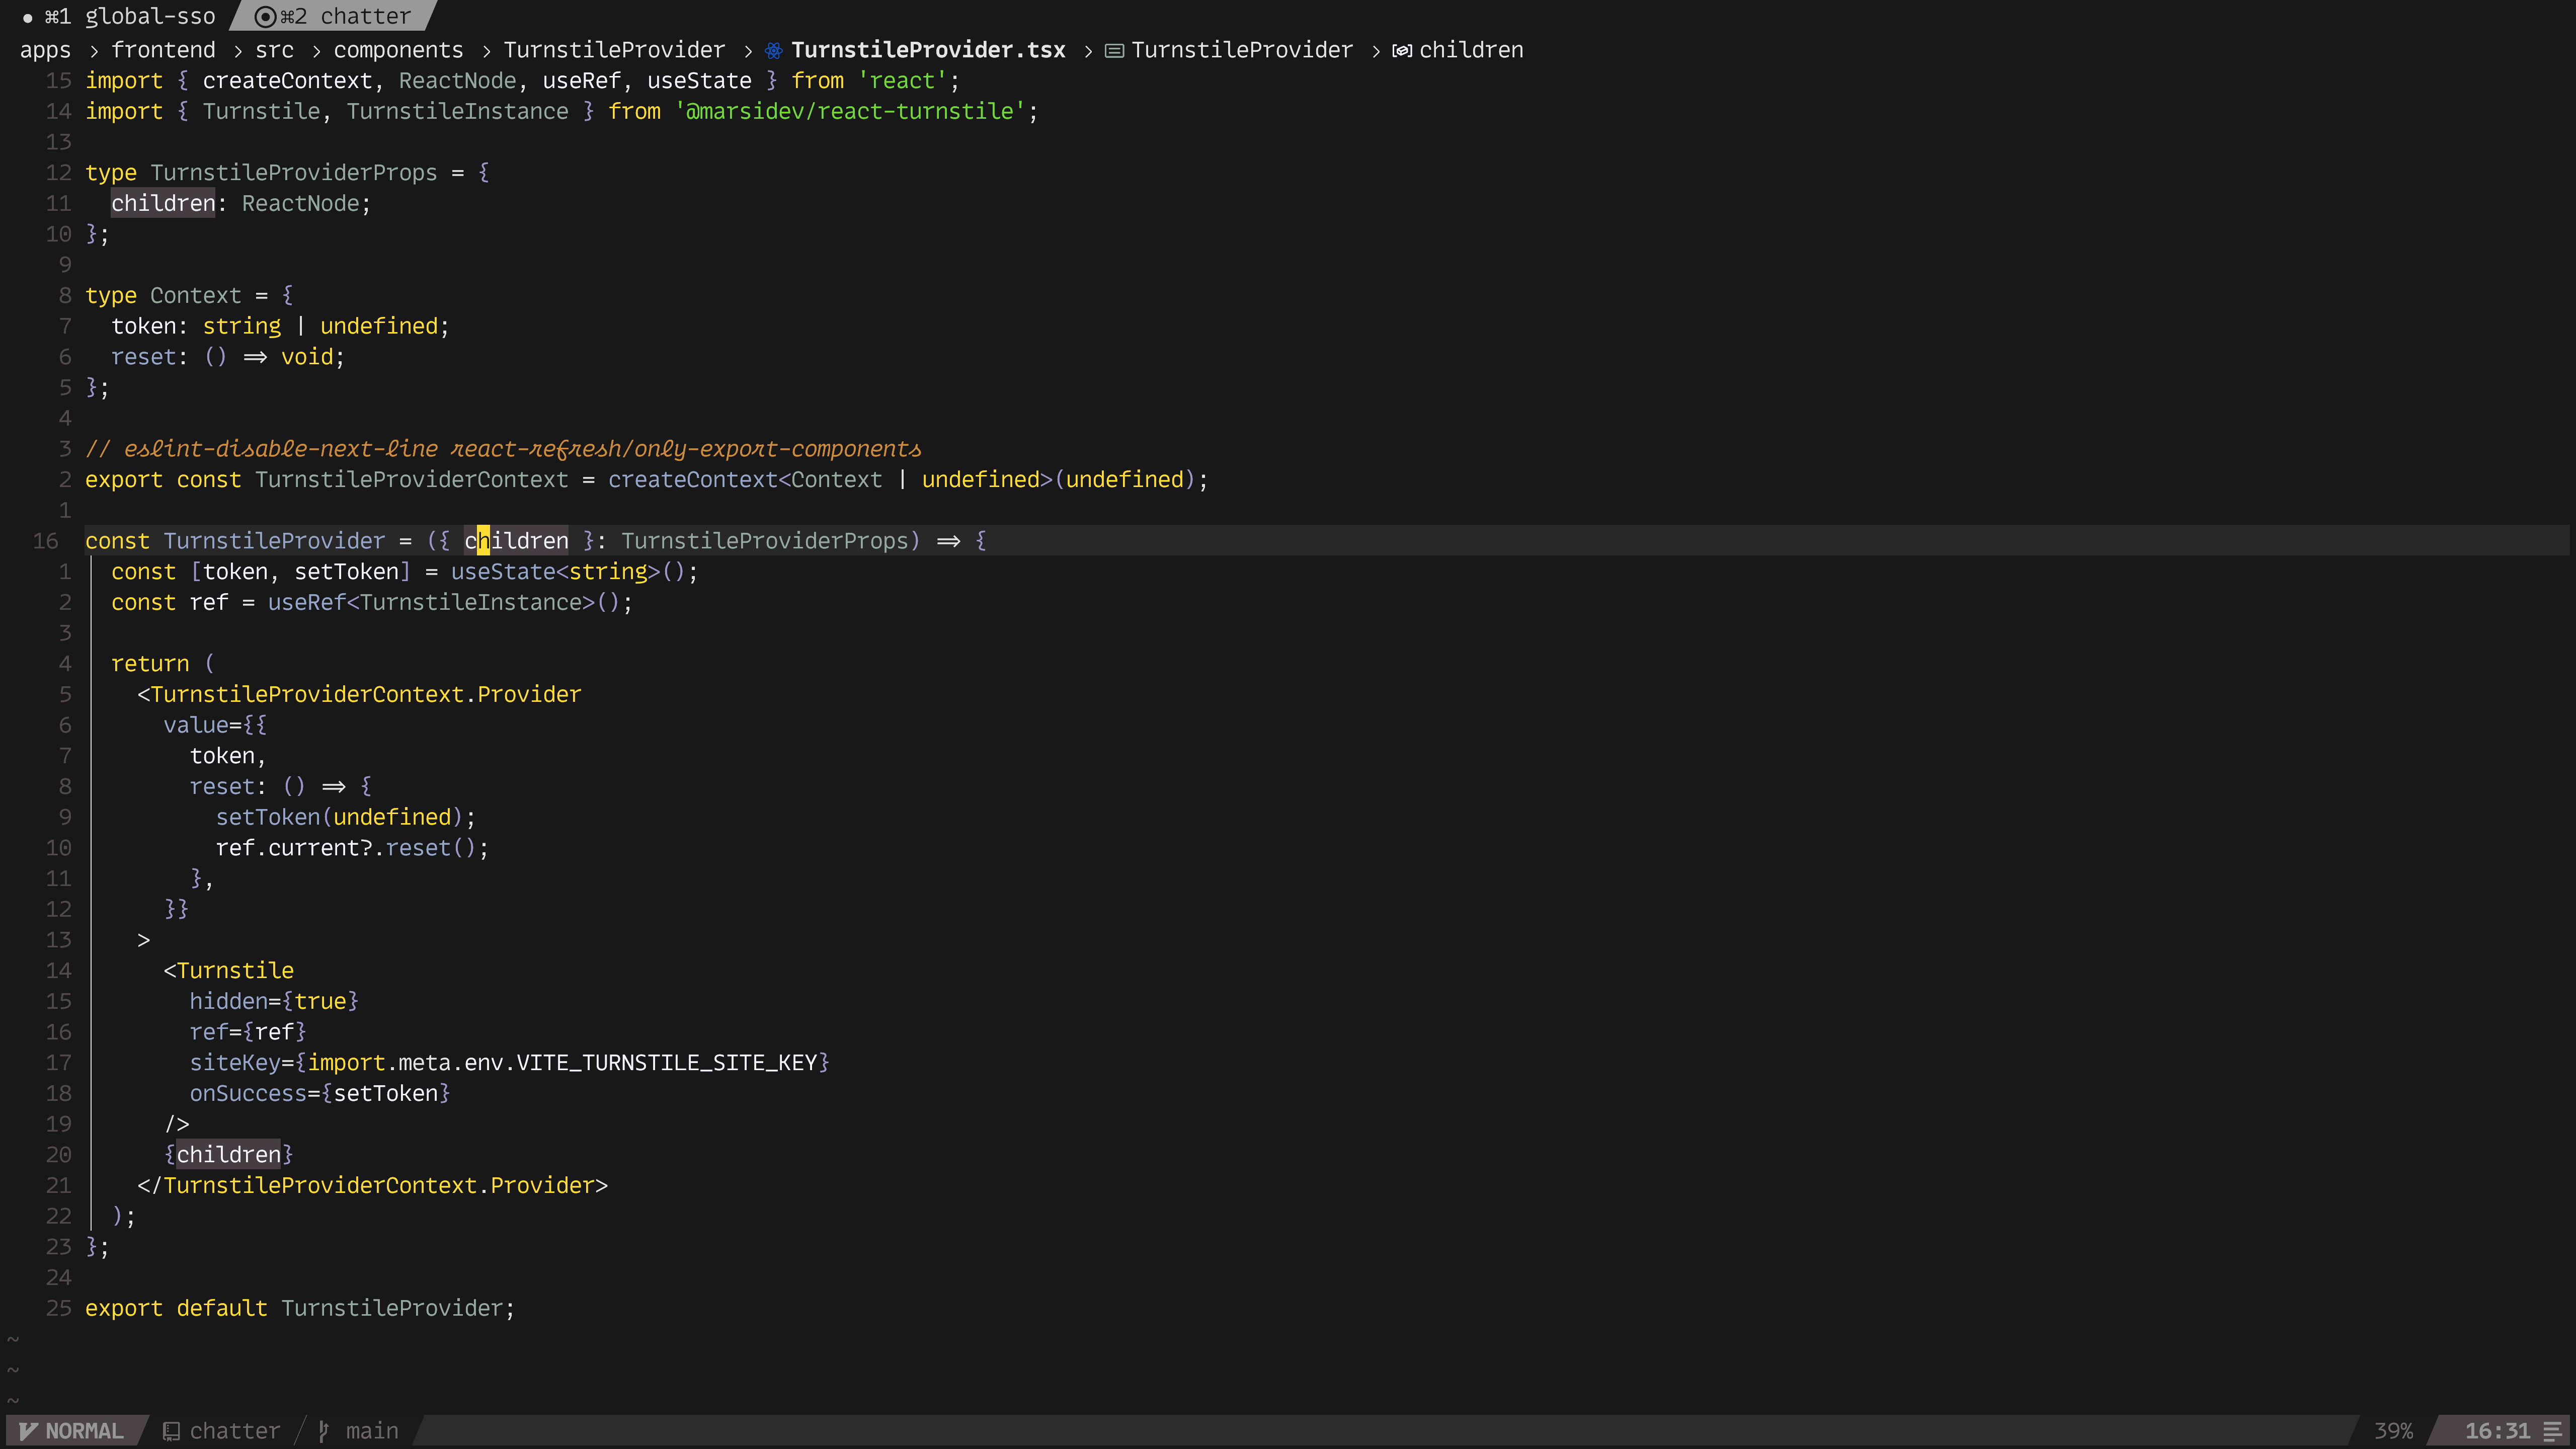 ● ⌘1 global-sso ⌘2 chatter
apps > frontend > src > components > TurnstileProvider > TurnstileProvider.tsx > TurnstileProvider > children
15 import { createContext, ReactNode, useRef, useState } from 'react';
14 import { Turnstile, TurnstileInstance } from '@marsidev/react-turnstile';
13
12 type TurnstileProviderProps = {
11   children: ReactNode;
10 };
9
8 type Context = {
7   token: string | undefined;
6   reset: () => void;
5 };
4
3 // eslint-disable-next-line react-refresh/only-export-components
2 export const TurnstileProviderContext = createContext<Context | undefined>(undefined);
1
16 const TurnstileProvider = ({ children }: TurnstileProviderProps) => {
1   const [token, setToken] = useState<string>();
2   const ref = useRef<TurnstileInstance>();
3
4   return (
5     <TurnstileProviderContext.Provider
6       value={{
7         token,
8         reset: () => {
9           setToken(undefined);
10           ref.current?.reset();
11         },
12       }}
13     >
14       <Turnstile
15         hidden={true}
16         ref={ref}
17         siteKey={import.meta.env.VITE_TURNSTILE_SITE_KEY}
18         onSuccess={setToken}
19       />
20       {children}
21     </TurnstileProviderContext.Provider>
22   );
23 };
24
25 export default TurnstileProvider;
~
~
~
NORMAL chatter main 39% 16:31